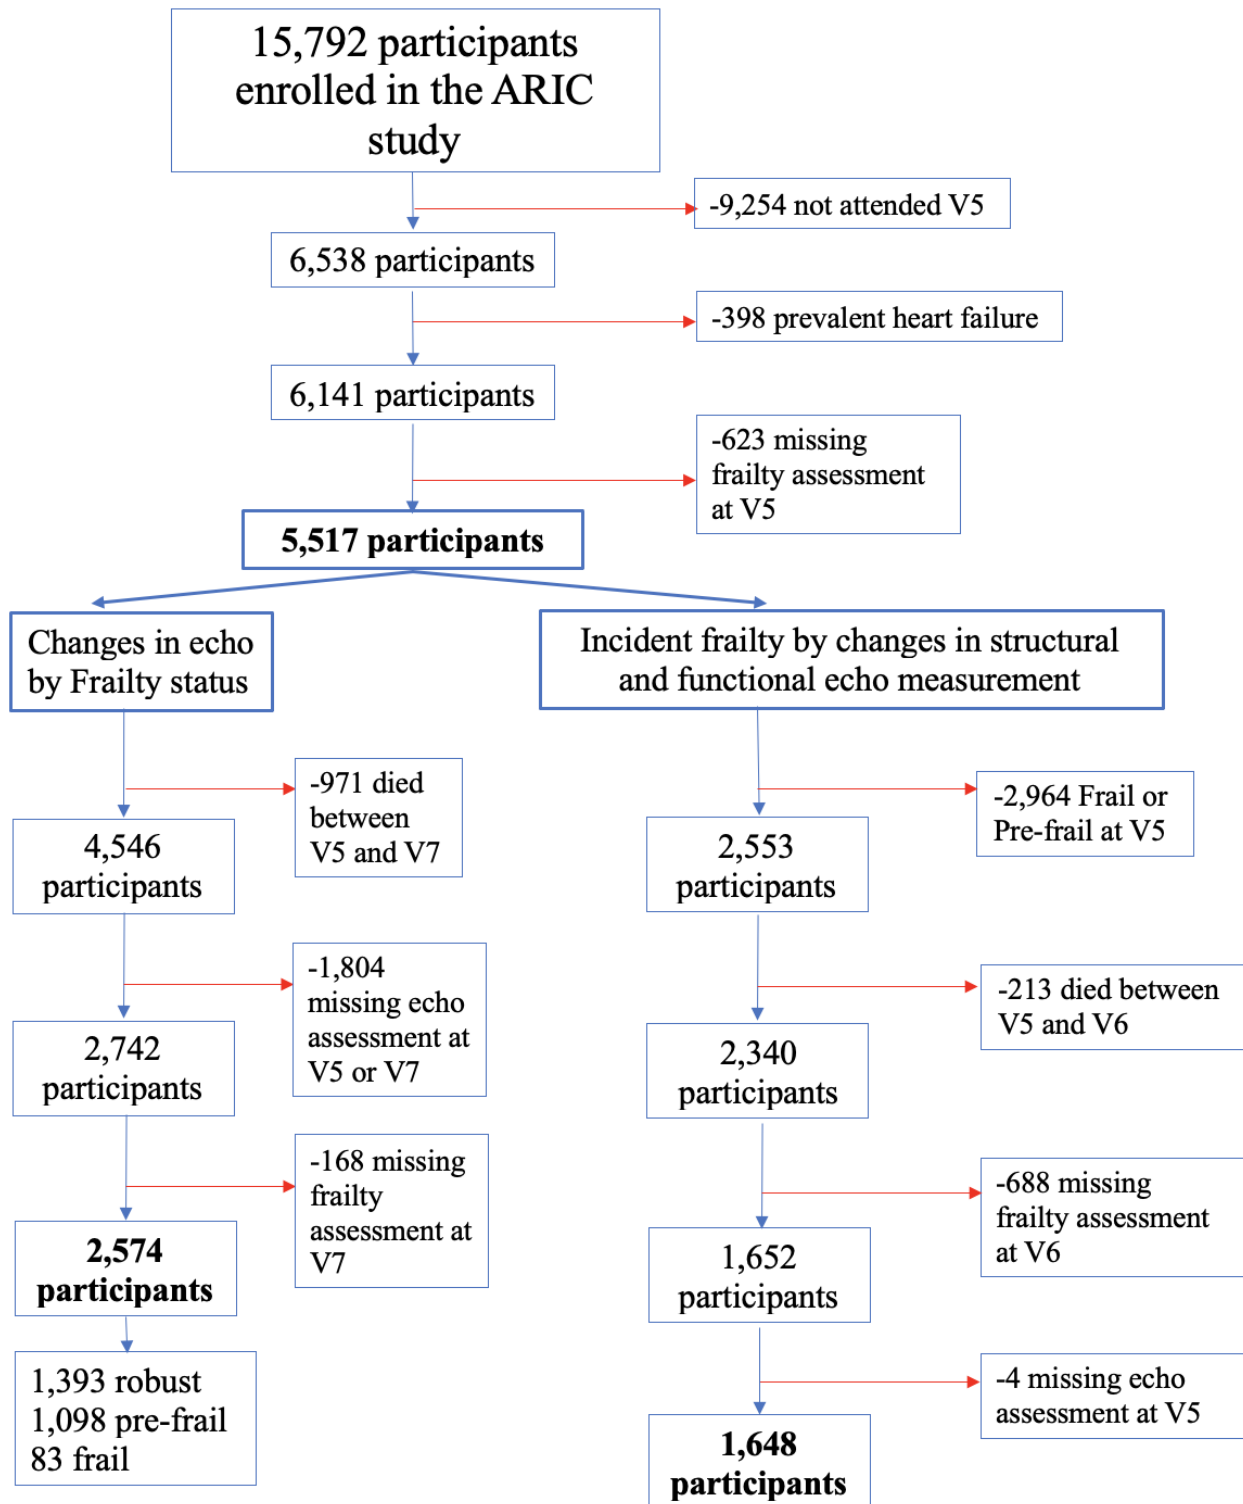 15,792 participants
enrolled in the ARIC
study
-9,254 not attended V5
6,538 participants
-398 prevalent heart failure
6,141 participants
-623 missing
frailty assessment
at V5
5,517 participants
Changes in echo
by Frailty status
-971 died
between
V5 and V7
4,546
participants
-1,804
missing echo
assessment at
V5 or V7
2,742
participants
-168 missing
frailty
assessment at
V7
2,574
participants
1,393 robust
1,098 pre-frail
83 frail
Incident frailty by changes in structural
and functional echo measurement
-2,964 Frail or
Pre-frail at V5
2,553
participants
-213 died between
V5 and V6
2,340
participants
-688 missing
frailty assessment
at V6
1,652
participants
-4 missing echo
assessment at V5
1,648
participants